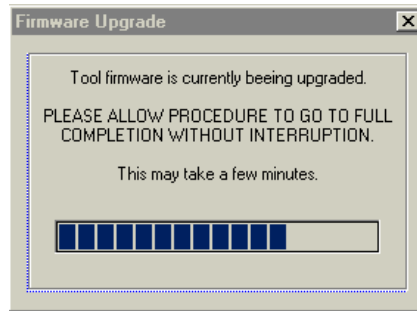 Firmware Upgrade
Tool firmware is currently beeing upgraded.
PLEASE ALLOW PROCEDURE TO GO TO FULL
COMPLETION WITHOUT INTERRUPTION.
This may take a few minutes.